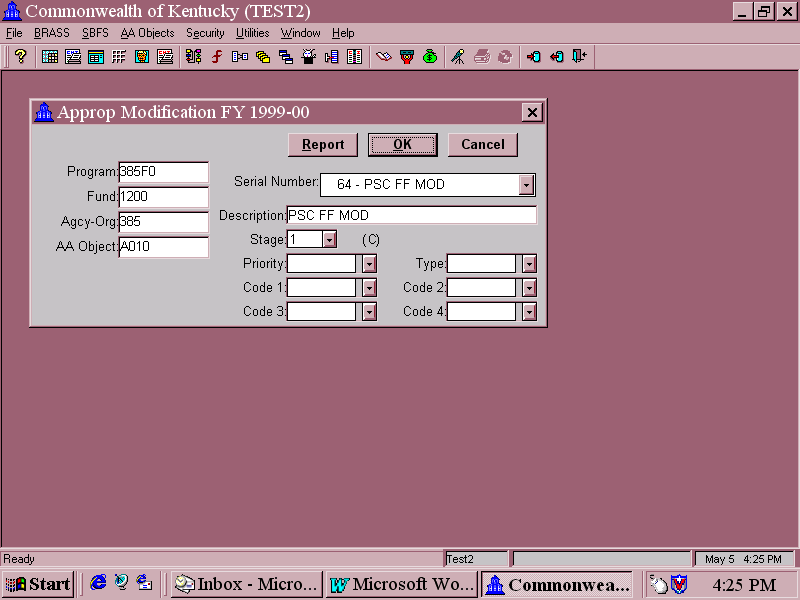 Commonwealth of Kentucky (TEST2)
File BRASS SBFS AA Objects Security Utilities Window Help
Approp Modification FY 1999-00
Report OK Cancel
Program: 385F0
Serial Number: 64 - PSC FF MOD
Fund: 1200
Description: PSC FF MOD
Agcy-Org: 385
Stage: 1 (C)
AA Object: A010
Priority: Type:
Code 1: Code 2:
Code 3: Code 4:
Ready Test2 May 5 4:25 PM
Start Inbox - Micro... Microsoft Wo... Commonwea... 4:25 PM